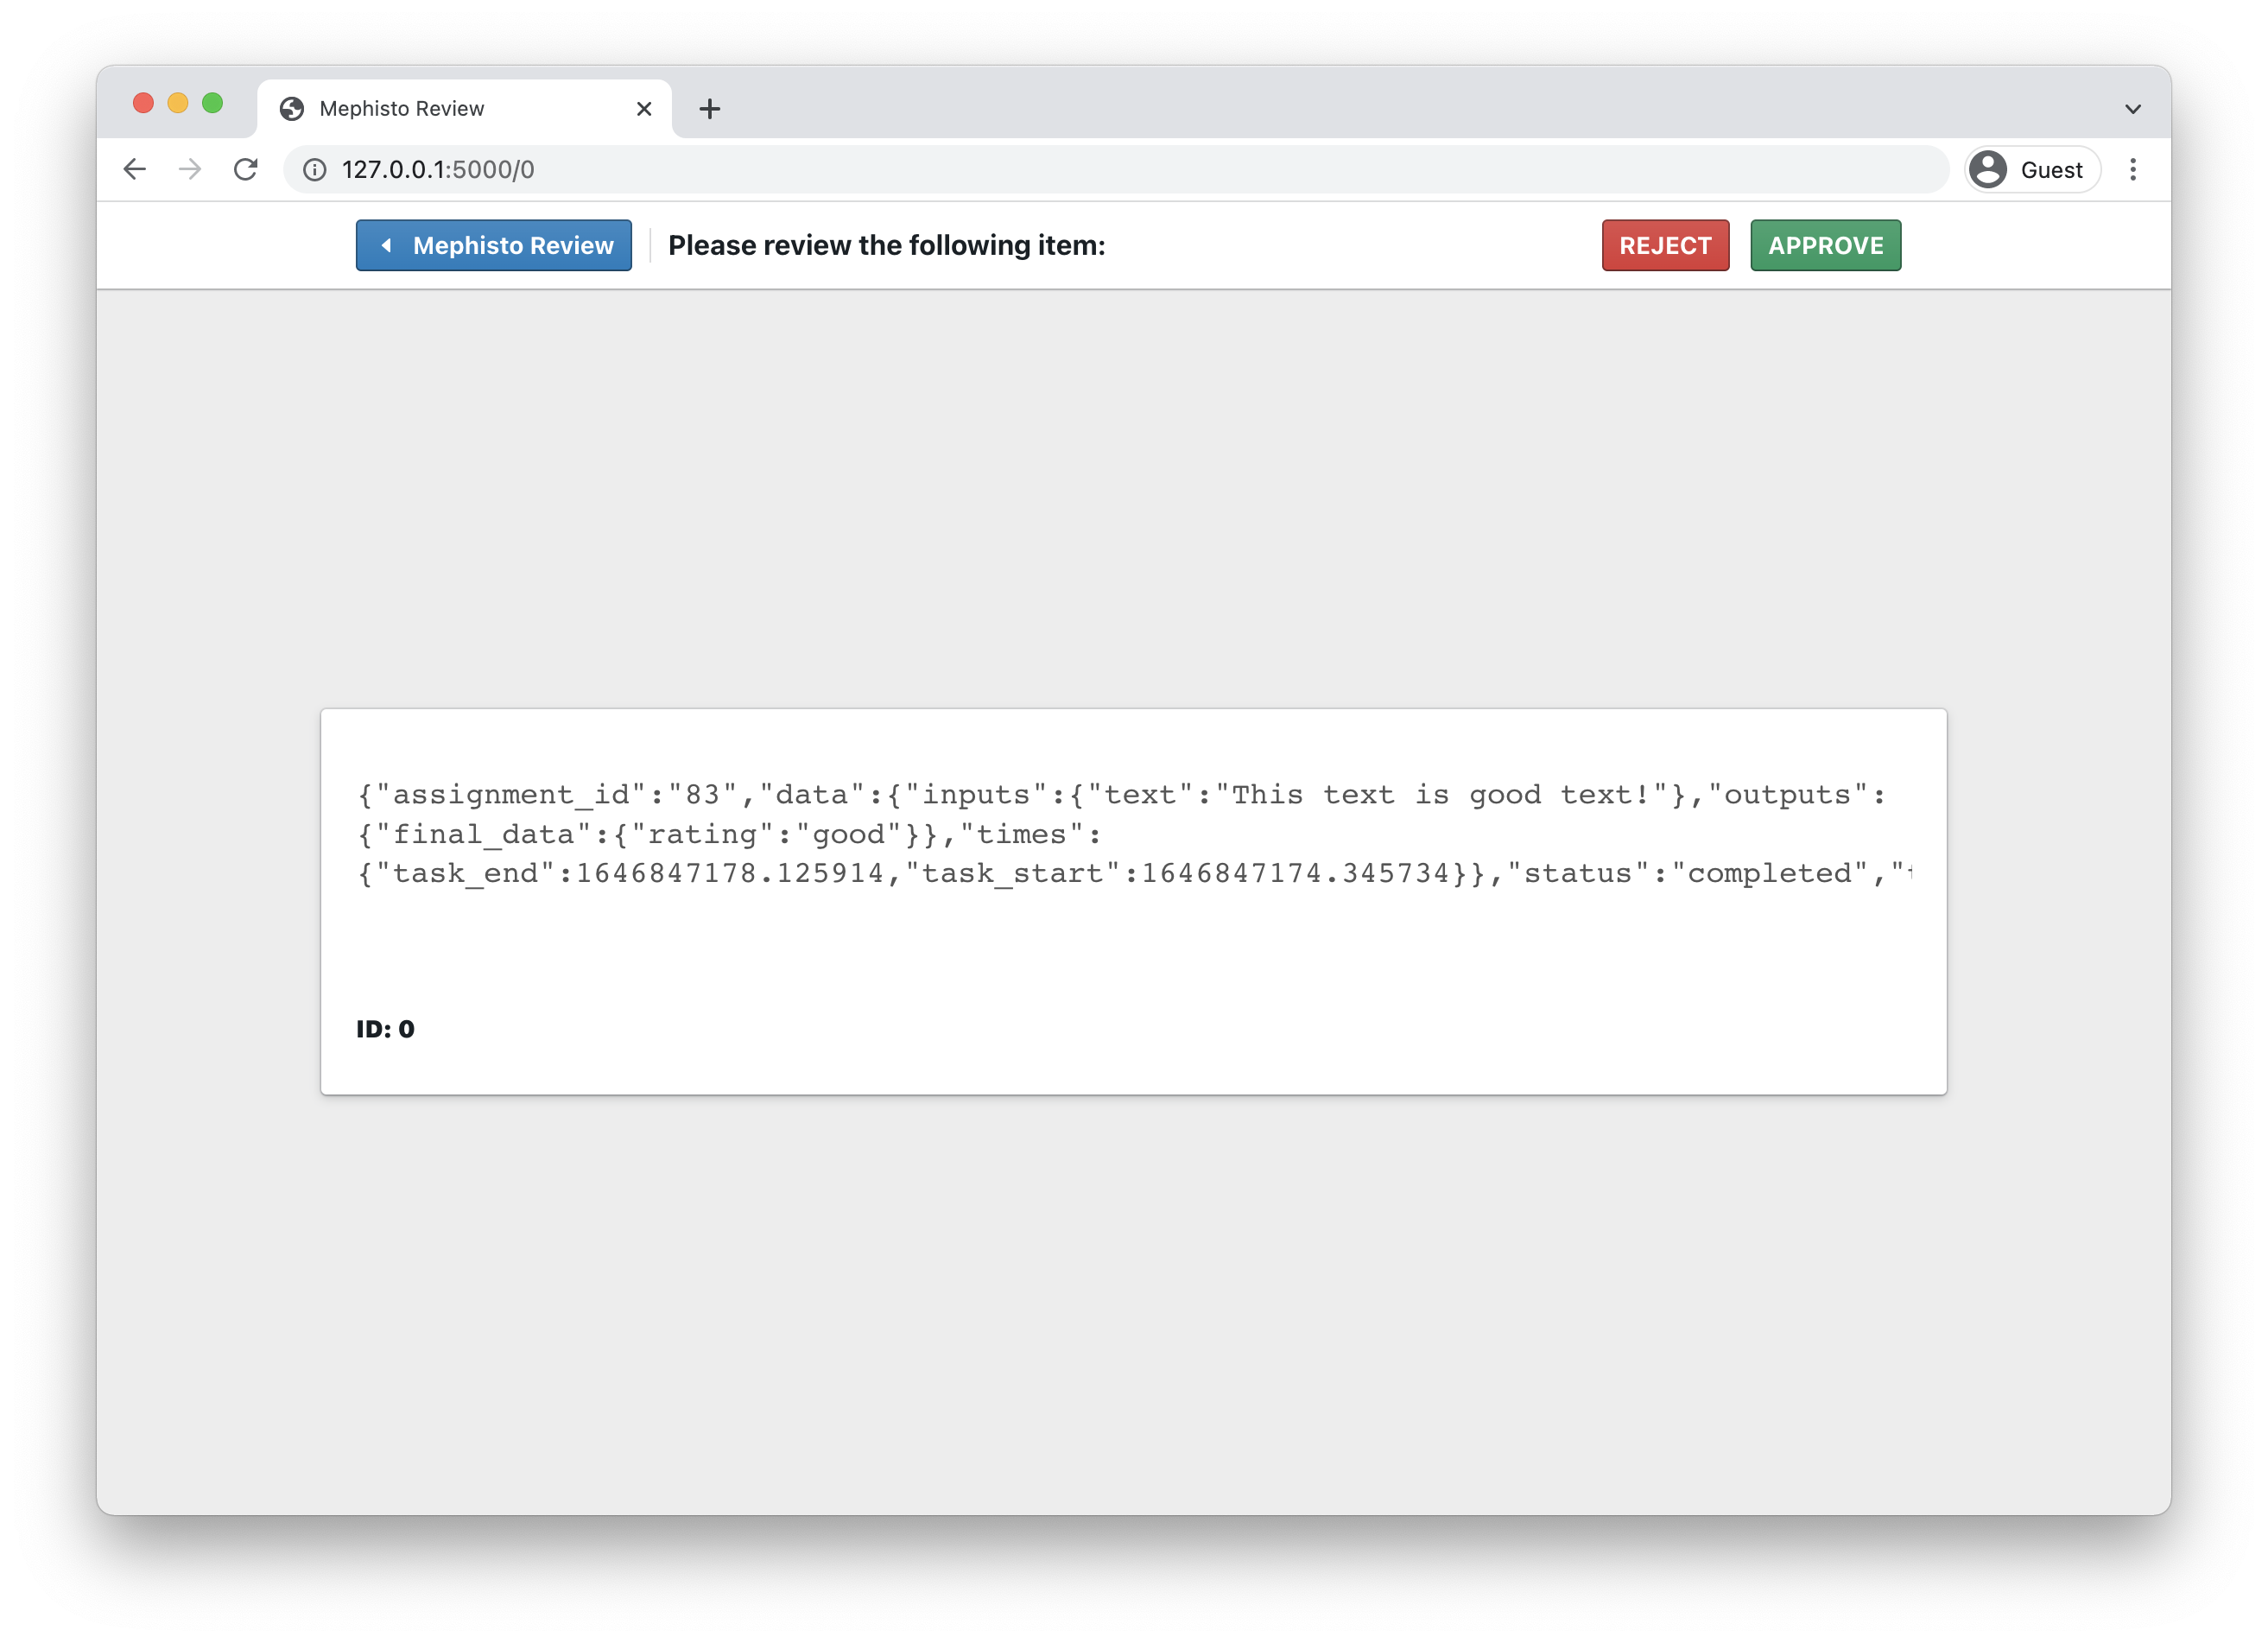 Mephisto Review
127.0.0.1:5000/0
Guest
Mephisto Review
Please review the following item:
REJECT
APPROVE
{"assignment_id":"83","data":{"inputs":{"text":"This text is good text!"},"outputs":
{"final_data":{"rating":"good"}},"times":
{"task_end":1646847178.125914,"task_start":1646847174.345734}},"status":"completed","
ID: 0